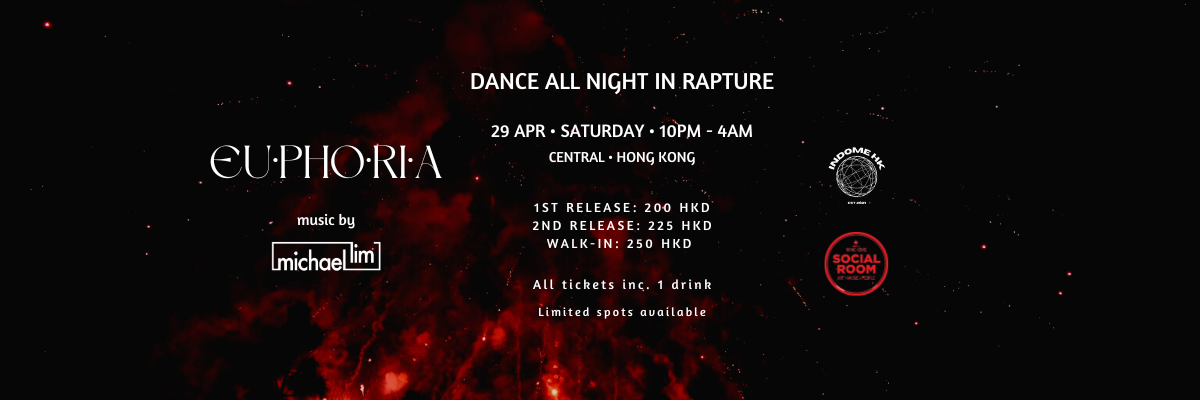 DANCE ALL NIGHT IN RAPTURE
29 APR • SATURDAY • 10PM - 4AM
CENTRAL • HONG KONG
EU·PHO·RI·A
music by
michael lim
1ST RELEASE: 200 HKD
2ND RELEASE: 225 HKD
WALK-IN: 250 HKD
All tickets inc. 1 drink
Limited spots available
INDOME HK
EST 2021
SOCIAL
ROOM